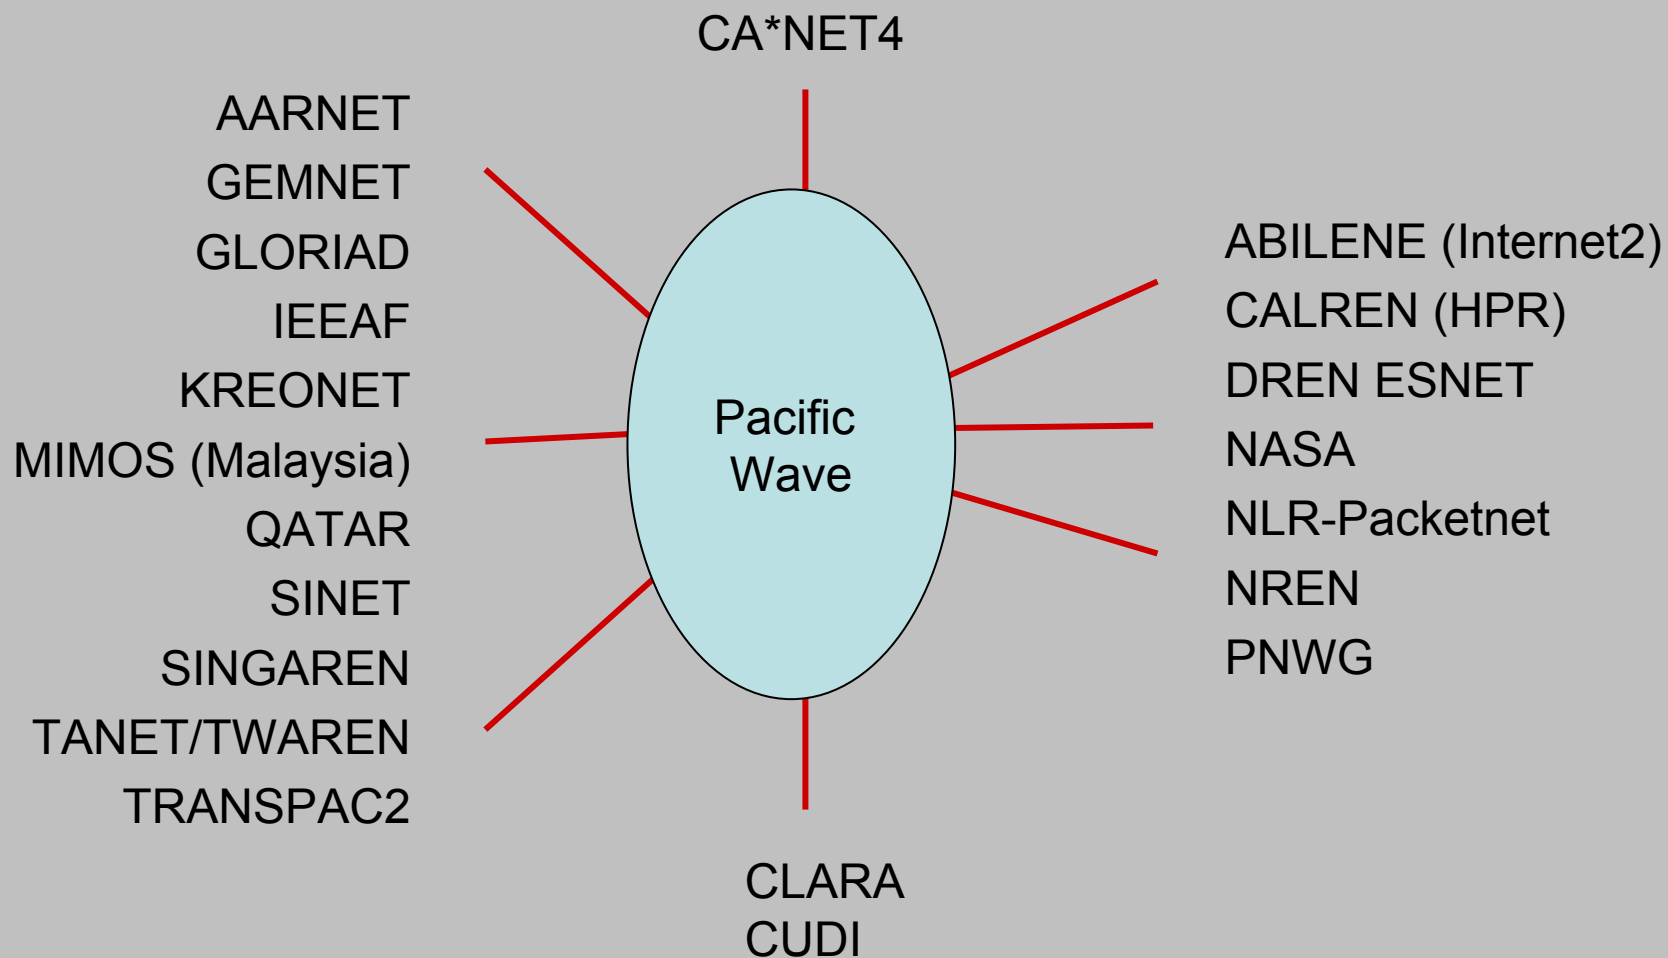 CA*NET4
AARNET
GEMNET
GLORIAD
IEEAF
KREONET
MIMOS (Malaysia)
QATAR
SINET
SINGAREN
TANET/TWAREN
TRANSPAC2
Pacific
Wave
ABILENE (Internet2)
CALREN (HPR)
DREN ESNET
NASA
NLR-Packetnet
NREN
PNWG
CLARA
CUDI